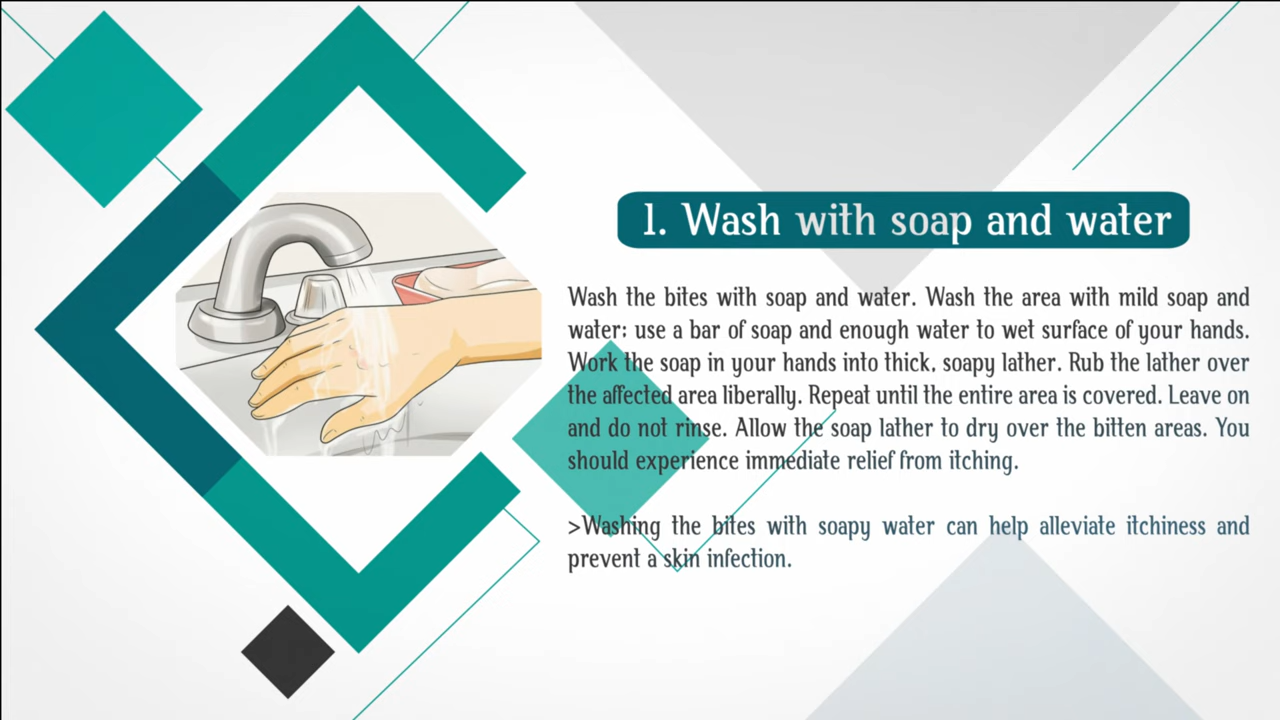 1. Wash with soap and water
Wash the bites with soap and water. Wash the area with mild soap and
water: use a bar of soap and enough water to wet surface of your hands.
Work the soap in your hands into thick, soapy lather. Rub the lather over
the affected area liberally. Repeat until the entire area is covered. Leave on
and do not rinse. Allow the soap lather to dry over the bitten areas. You
should experience immediate relief from itching.
>Washing the bites with soapy water can help alleviate itchiness and
prevent a skin infection.